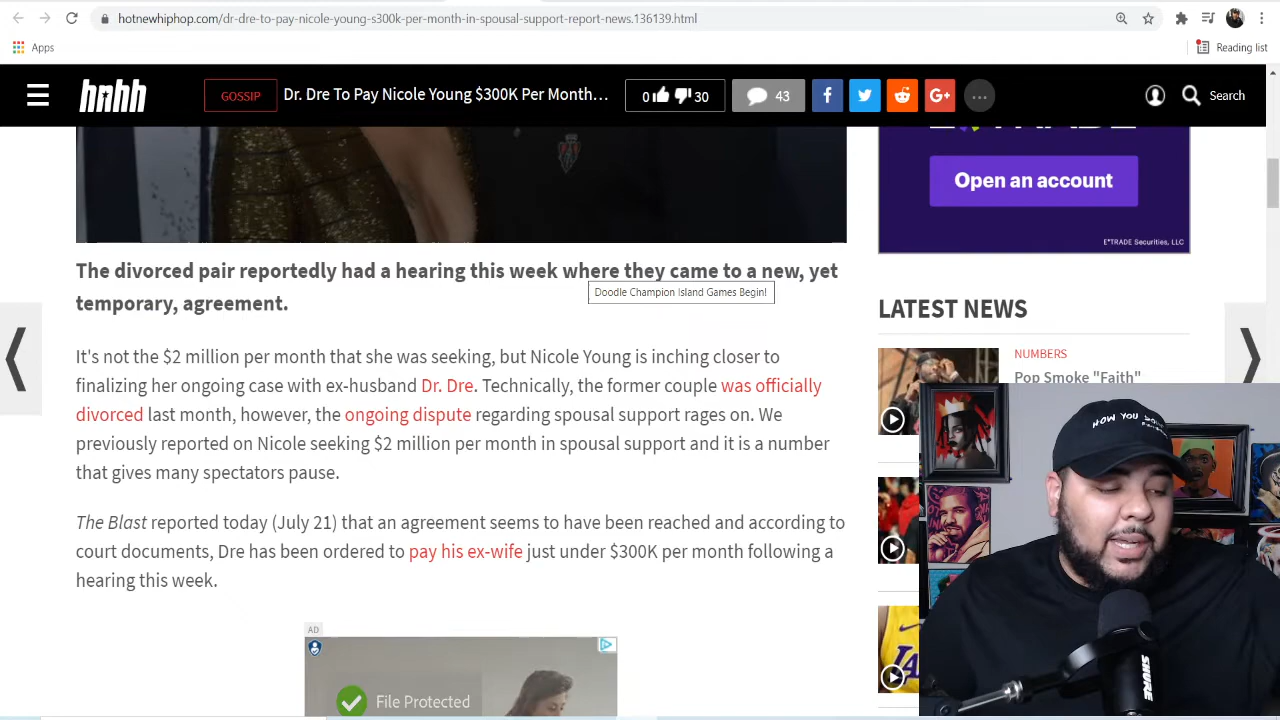 hotnewhiphop.com/dr-dre-to-pay-nicole-young-s300k-per-month-in-spousal-support-report-news.136139.html
Apps
Reading list
hnhh
GOSSIP
Dr. Dre To Pay Nicole Young $300K Per Month...
0
30
43
f
G+
...
Search
Open an account
E*TRADE Securities, LLC
The divorced pair reportedly had a hearing this week where they came to a new, yet
Doodle Champion Island Games Begin!
temporary, agreement.
It's not the $2 million per month that she was seeking, but Nicole Young is inching closer to
finalizing her ongoing case with ex-husband Dr. Dre. Technically, the former couple was officially
divorced last month, however, the ongoing dispute regarding spousal support rages on. We
previously reported on Nicole seeking $2 million per month in spousal support and it is a number
that gives many spectators pause.
The Blast reported today (July 21) that an agreement seems to have been reached and according to
court documents, Dre has been ordered to pay his ex-wife just under $300K per month following a
hearing this week.
AD
File Protected
LATEST NEWS
NUMBERS
Pop Smoke "Faith"
HOW YOU
SHURE